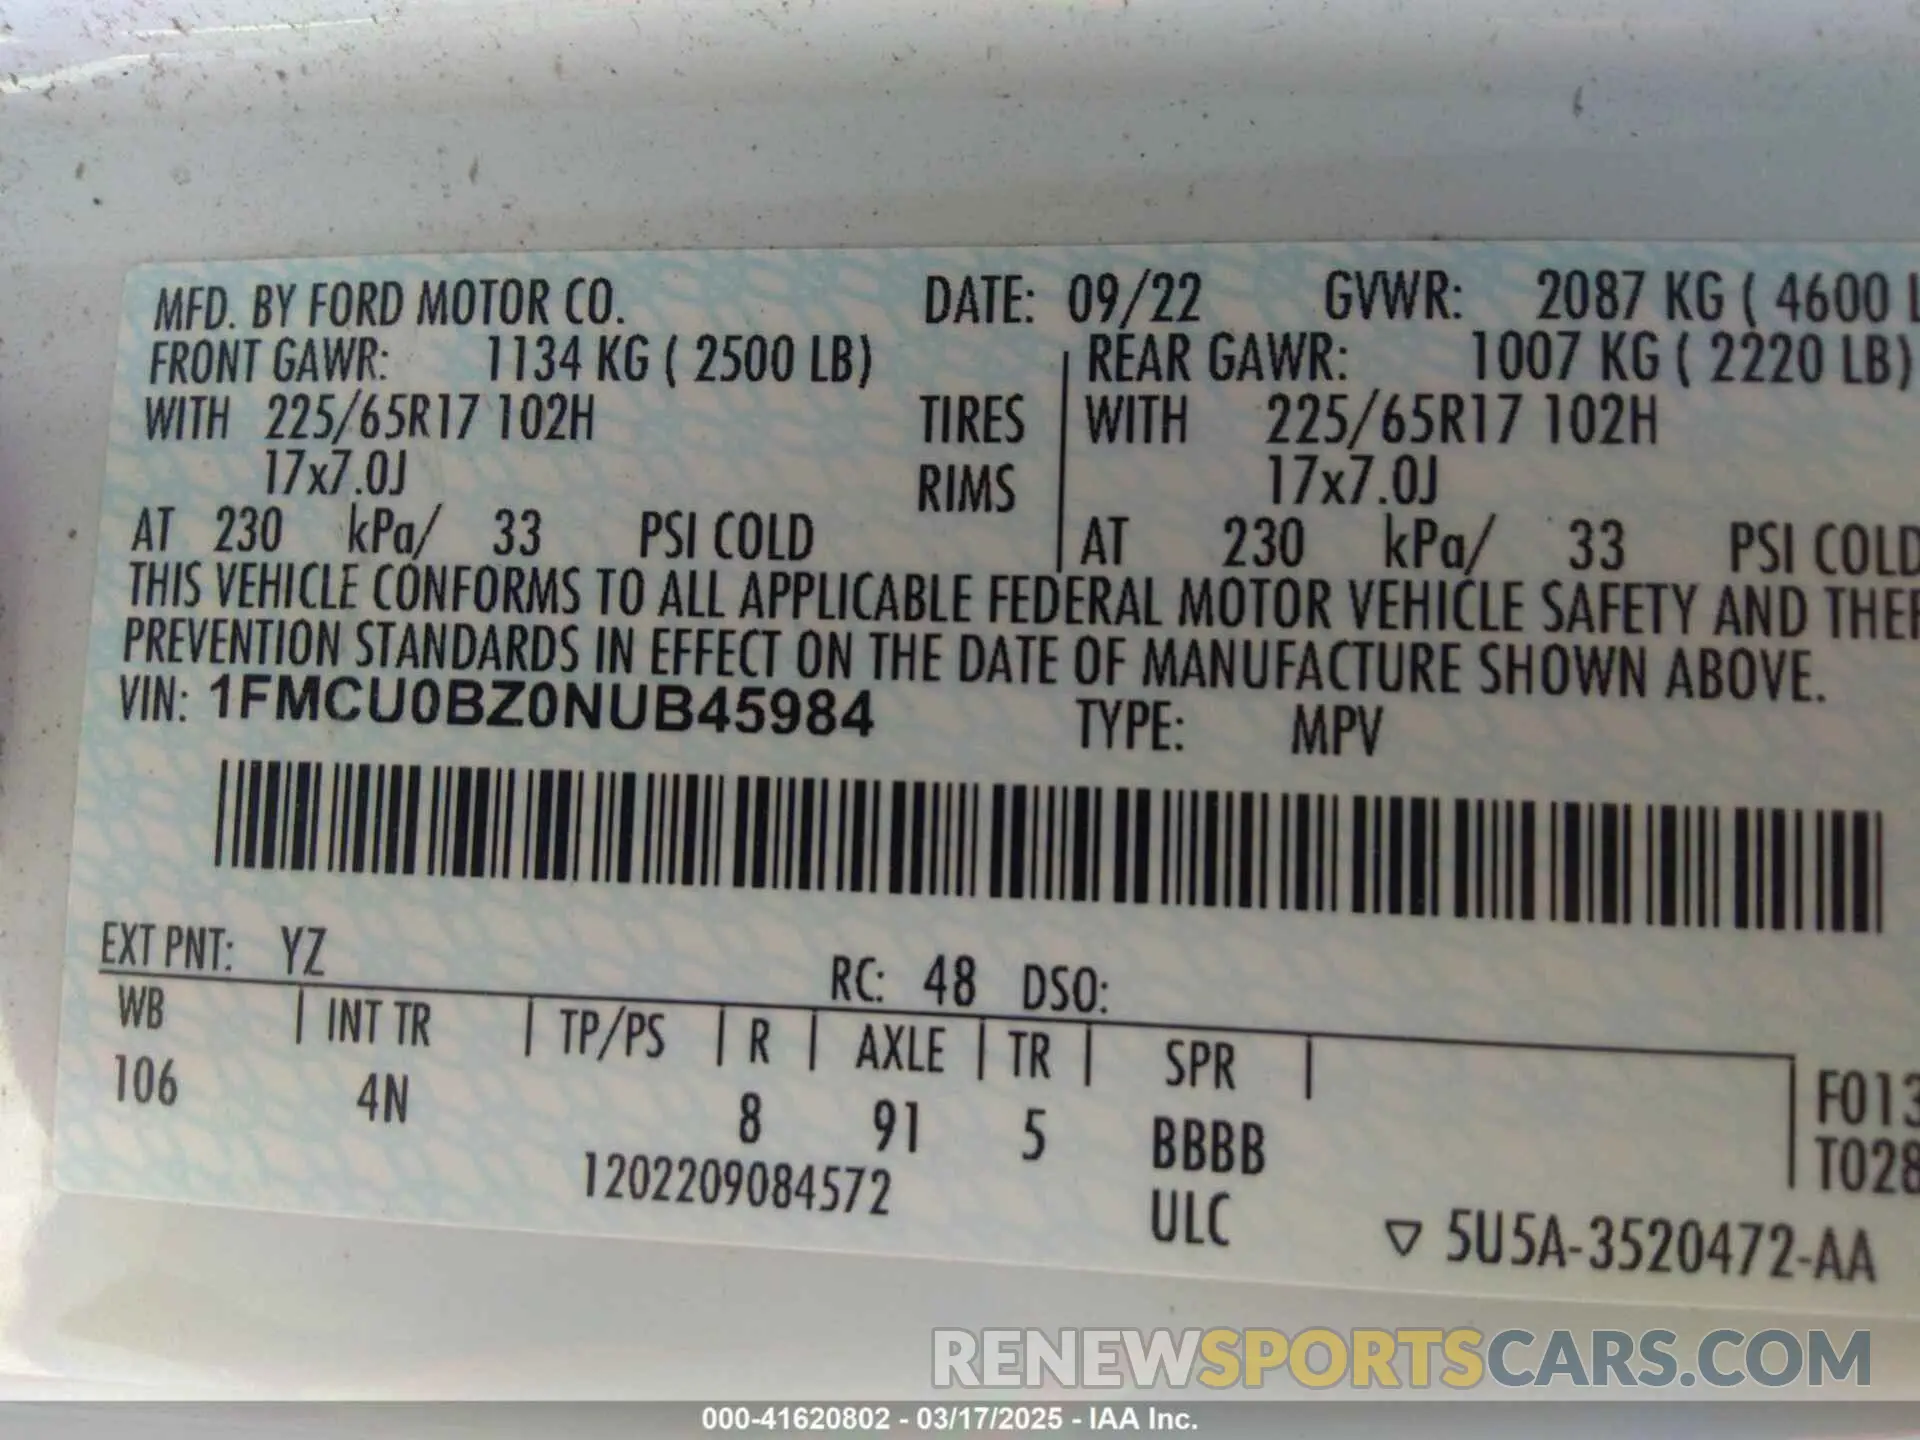 MFD. BY FORD MOTOR CO. DATE: 09/22 GVWR: 2087 KG ( 4600 L
FRONT GAWR: 1134 KG ( 2500 LB) REAR GAWR: 1007 KG ( 2220 LB)
WITH 225/65R17 102H TIRES WITH 225/65R17 102H
17x7.0J RIMS 17x7.0J
AT 230 kPa/ 33 PSI COLD AT 230 kPa/ 33 PSI COLD
THIS VEHICLE CONFORMS TO ALL APPLICABLE FEDERAL MOTOR VEHICLE SAFETY AND THEF
PREVENTION STANDARDS IN EFFECT ON THE DATE OF MANUFACTURE SHOWN ABOVE.
VIN: 1FMCU0BZ0NUB45984 TYPE: MPV
EXT PNT: YZ RC: 48 DSO:
WB | INT TR | TP/PS | R | AXLE | TR | SPR |
106 4N 8 91 5 BBBB
F013
T028
1202209084572 ULC ▽ 5U5A-3520472-AA
RENEWSPORTSCARS.COM
000-41620802 - 03/17/2025 - IAA Inc.